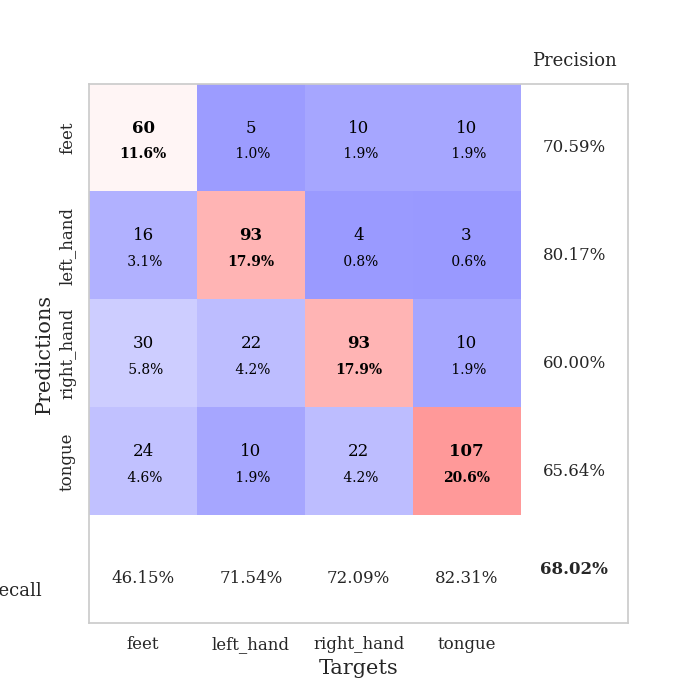 Precision
feet 60 5 10 10 70.59%
11.6% 1.0% 1.9% 1.9%
left_hand 16 93 4 3 80.17%
3.1% 17.9% 0.8% 0.6%
Predictions
right_hand 30 22 93 10 60.00%
5.8% 4.2% 17.9% 1.9%
tongue 24 10 22 107 65.64%
4.6% 1.9% 4.2% 20.6%
ecall 46.15% 71.54% 72.09% 82.31% 68.02%
feet left_hand right_hand tongue
Targets